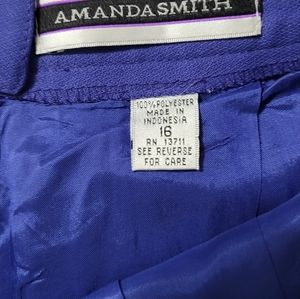 AMANDASMITH
100% POLYESTER
MADE IN
INDONESIA
16
RN 13711
SEE REVERSE
FOR CARE